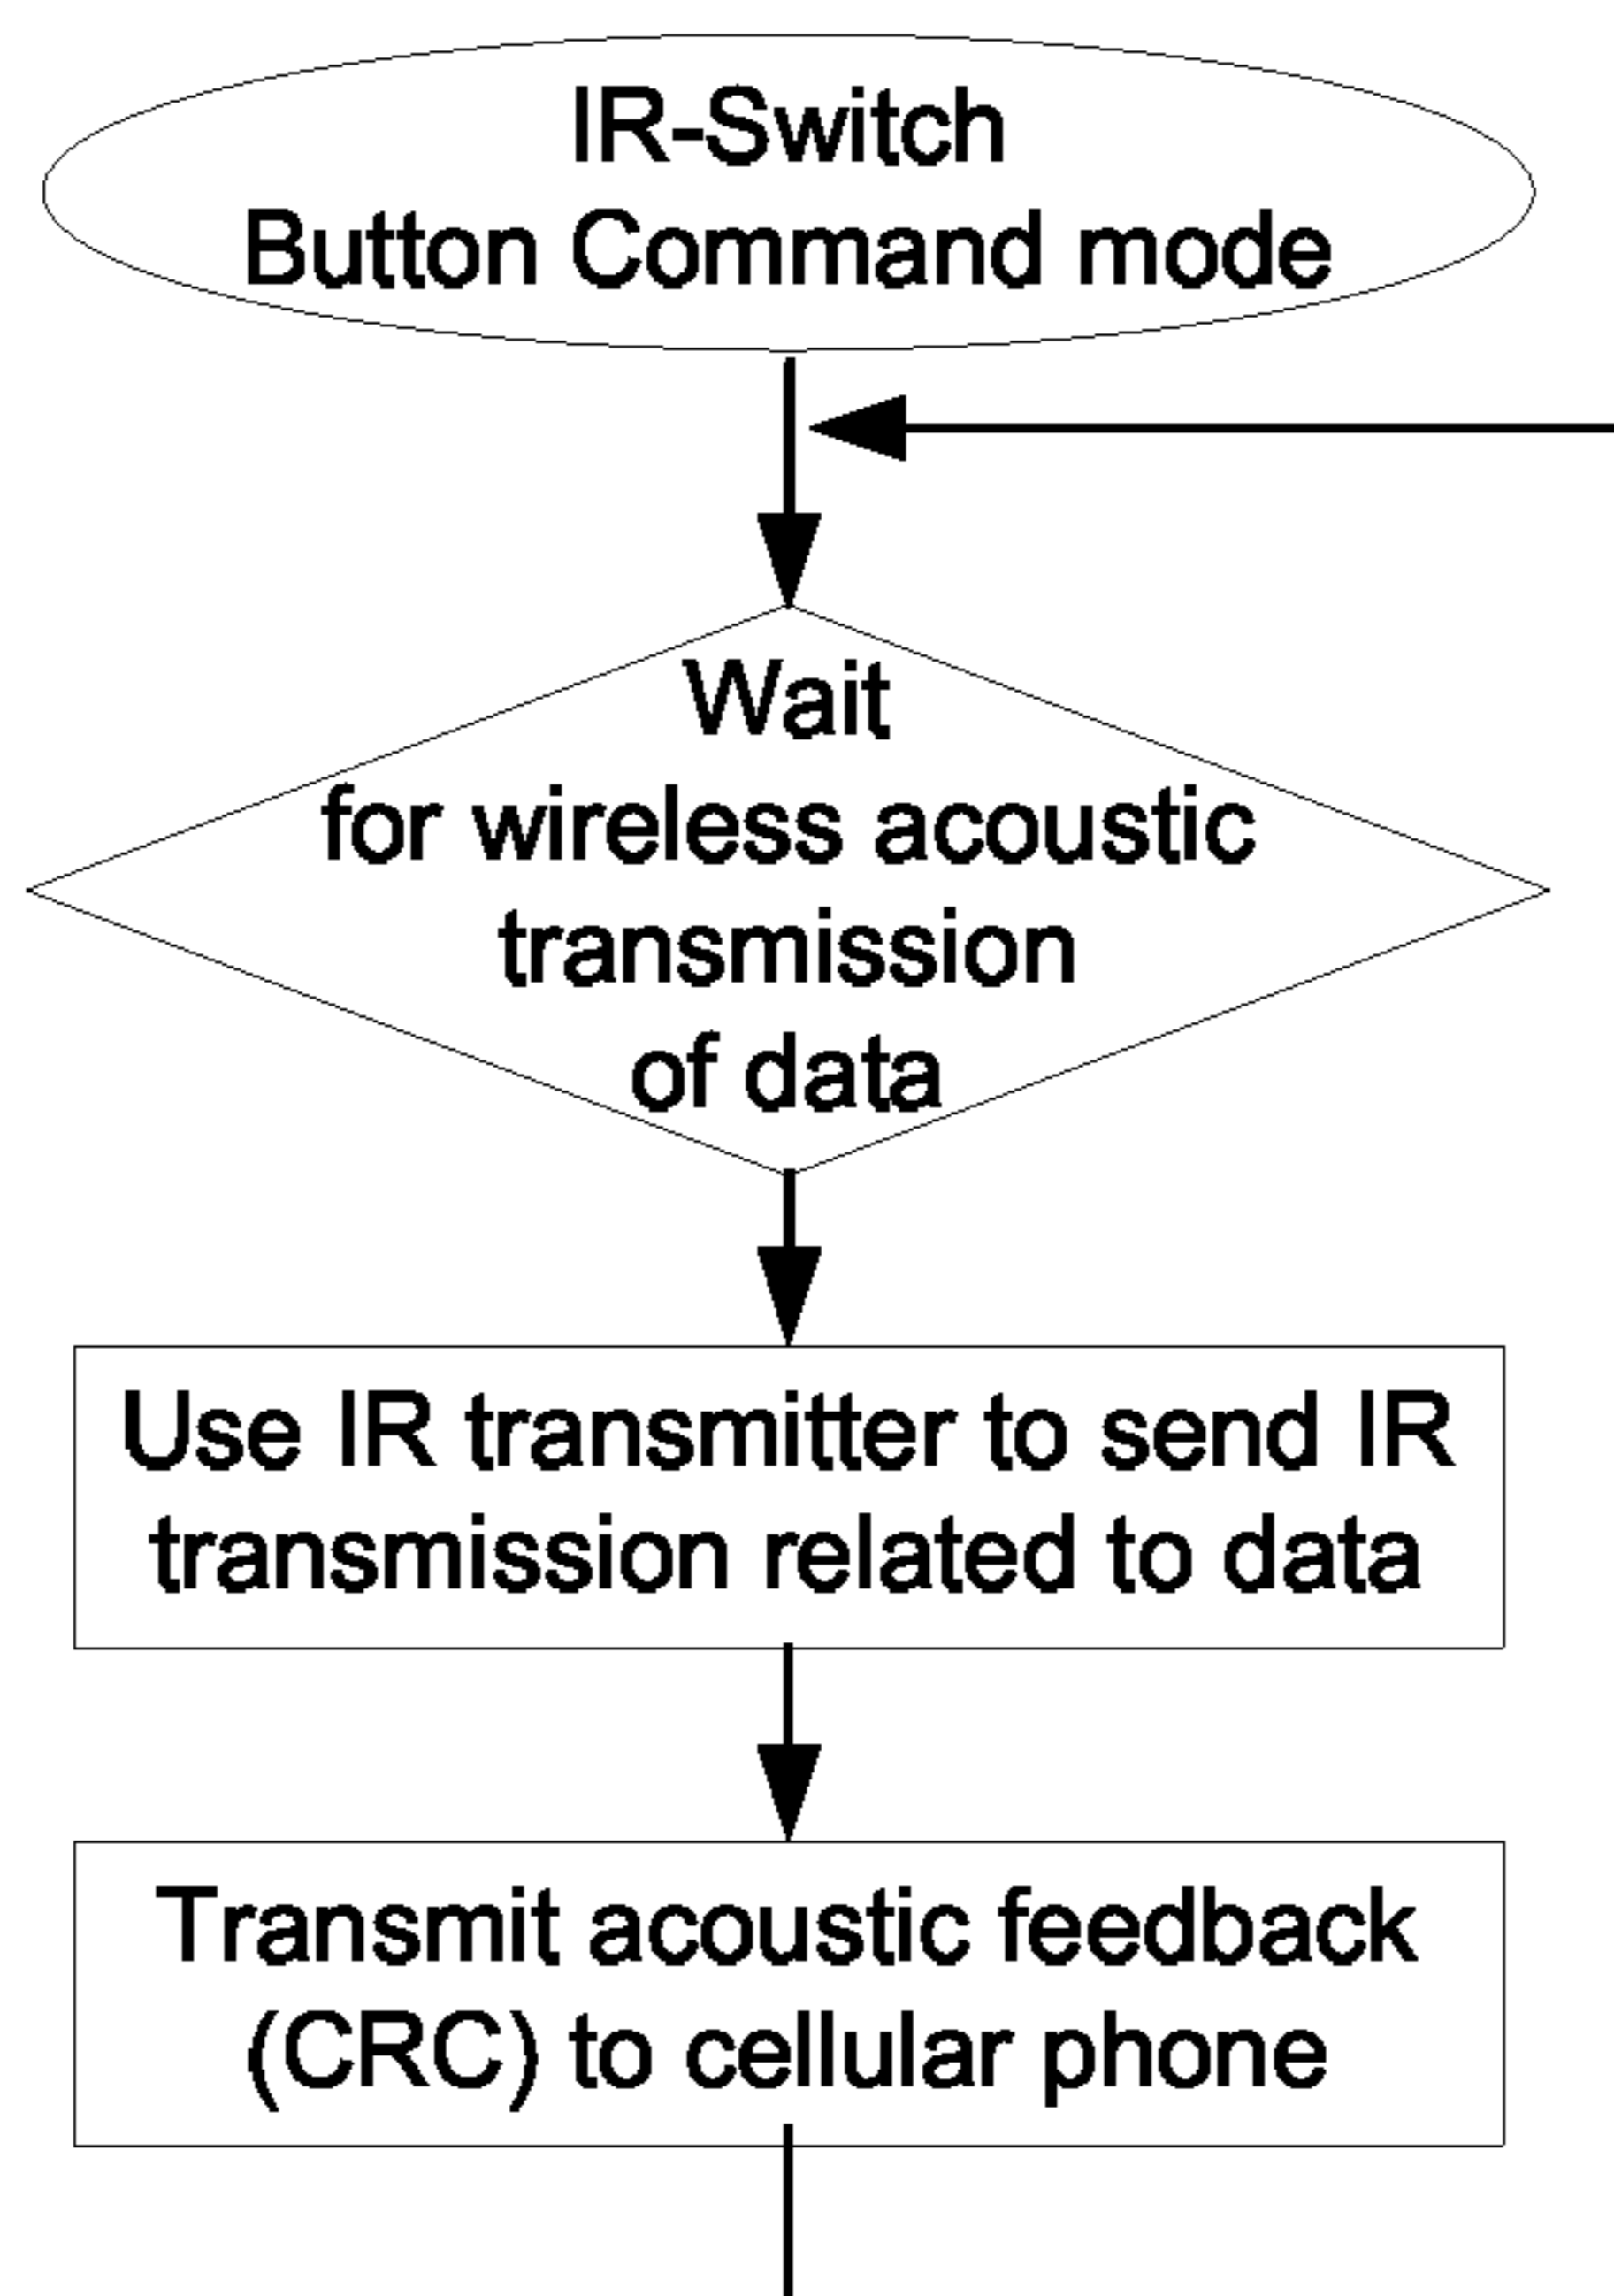 IR-Switch
Button Command mode
Wait
for wireless acoustic
transmission
of data
Use IR transmitter to send IR
transmission related to data
Transmit acoustic feedback
(CRC) to cellular phone